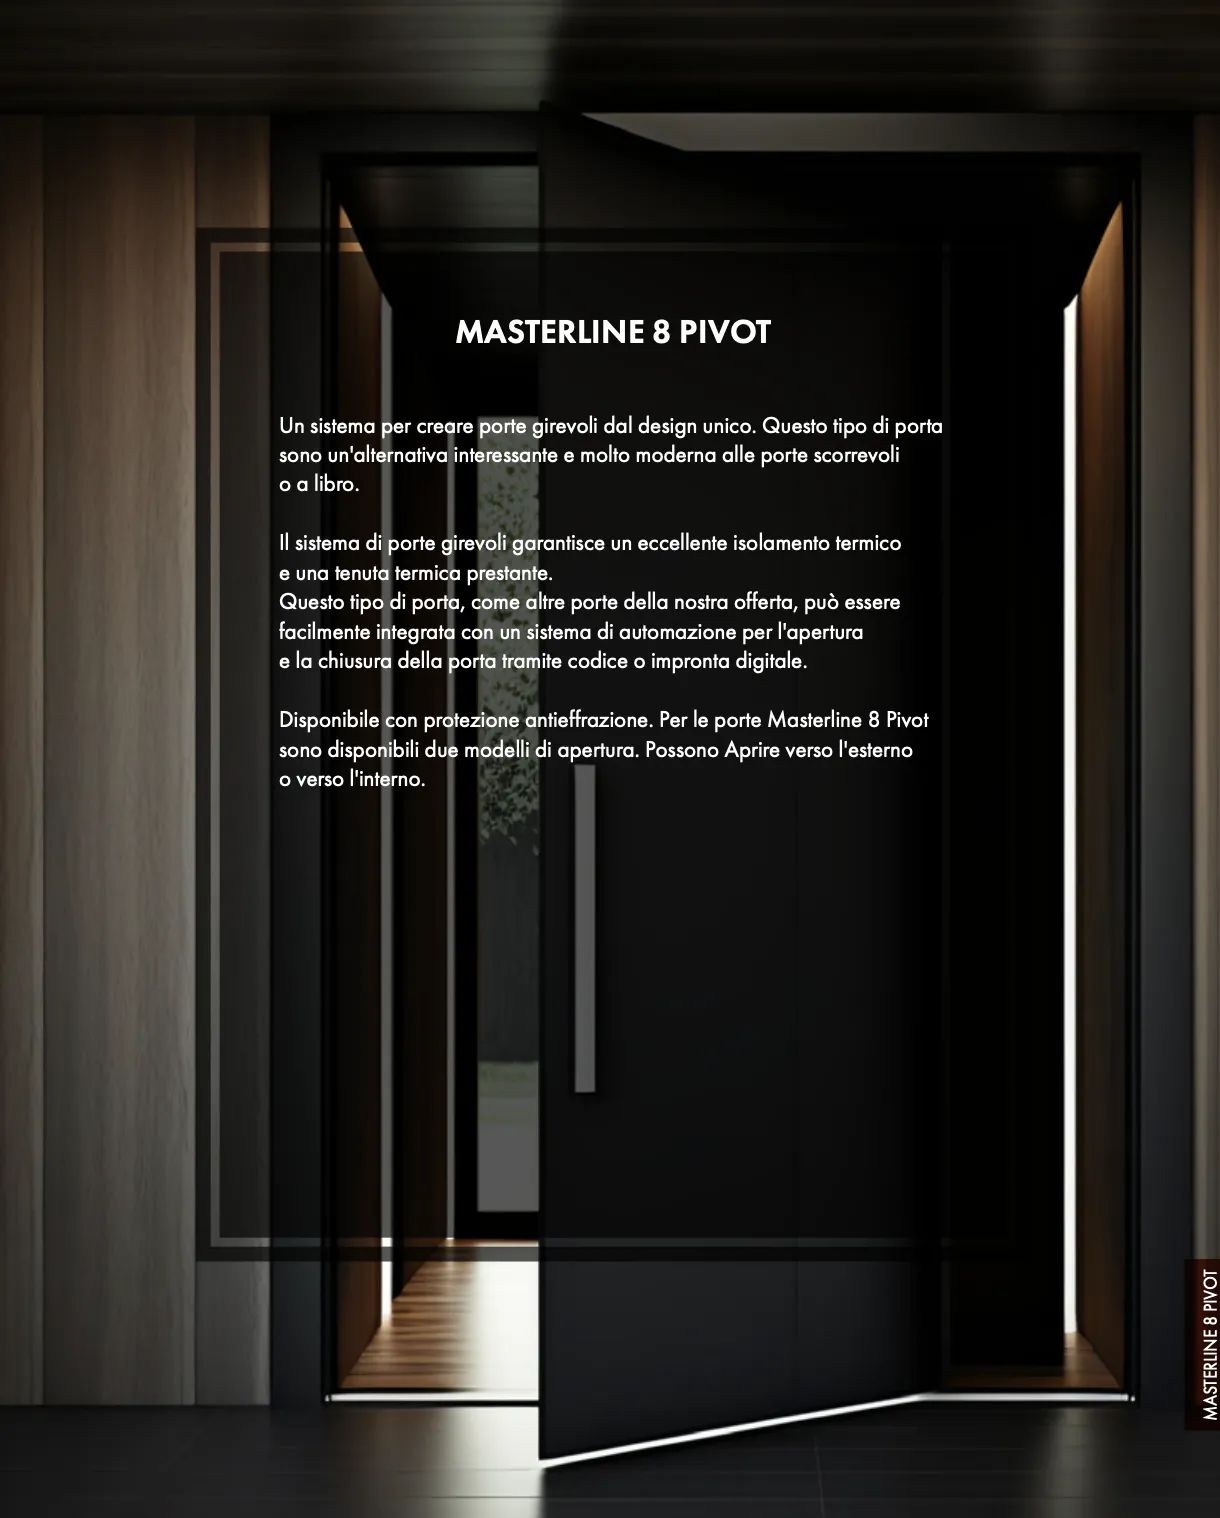 MASTERLINE 8 PIVOT
Un sistema per creare porte girevoli dal design unico. Questo tipo di porta
sono un'alternativa interessante e molto moderna alle porte scorrevoli
o a libro.
Il sistema di porte girevoli garantisce un eccellente isolamento termico
e una tenuta termica prestante.
Questo tipo di porta, come altre porte della nostra offerta, può essere
facilmente integrata con un sistema di automazione per l'apertura
e la chiusura della porta tramite codice o impronta digitale.
Disponibile con protezione antieffrazione. Per le porte Masterline 8 Pivot
sono disponibili due modelli di apertura. Possono Aprire verso l'esterno
o verso l'interno.
MASTERLINE 8 PIVOT